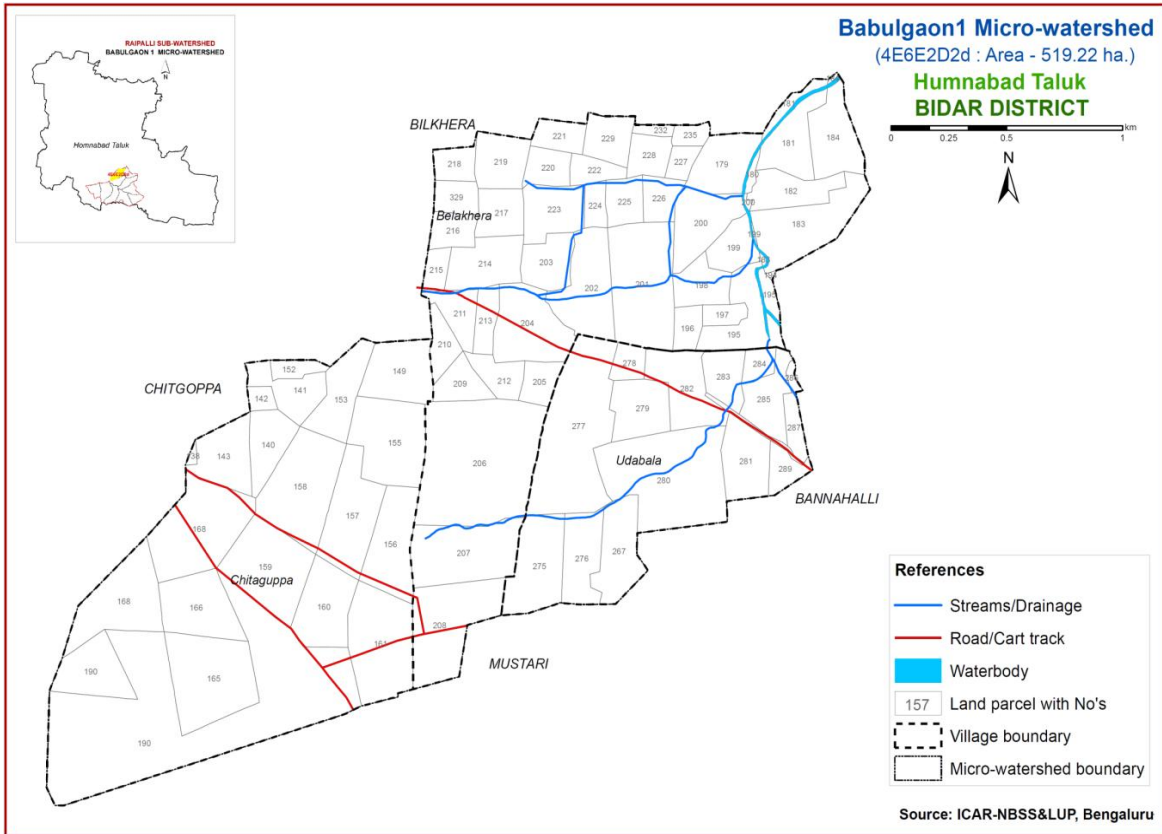 RAIPALLI SUB-WATERSHED
BABULGAON 1 MICRO-WATERSHED
N
Homnabad Taluk
Babulgaon1 Micro-watershed
(4E6E2D2d : Area - 519.22 ha.)
Humnabad Taluk
BIDAR DISTRICT
km
0 0.25 0.5 1
N
BILKHERA
CHITGOPPA
BANNAHALLI
MUSTARI
Belakhera
Udabala
Chitaguppa
181
181 184
221 229 232 235
218 219 220 222 228 227 179
180 182
329 217 223 224 225 226 200 183
216
199
215 214 203 202 201 198
195
211 213 204 196 197 195
210
209 212 205
278 282 283 284
285
277 279
287
281 289
280
206
207
275 276 267
208
152 149
142 141 153
140 155
143
158
157
156
168
159
160
164
168 166
165
190
190
References
Streams/Drainage
Road/Cart track
Waterbody
157 Land parcel with No's
Village boundary
Micro-watershed boundary
Source: ICAR-NBSS&LUP, Bengaluru